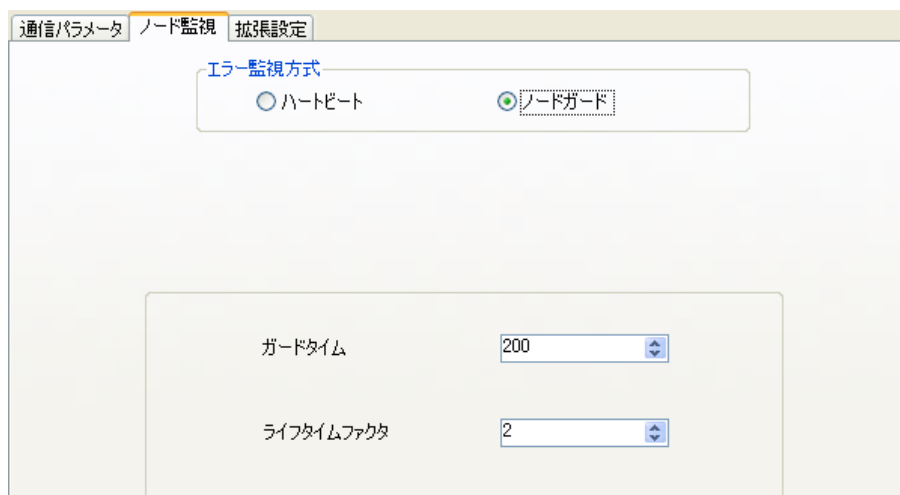 通信パラメータ ノード監視 拡張設定
エラー監視方式
ハートビート ノードガード
ガードタイム 200
ライフタイムファクタ 2